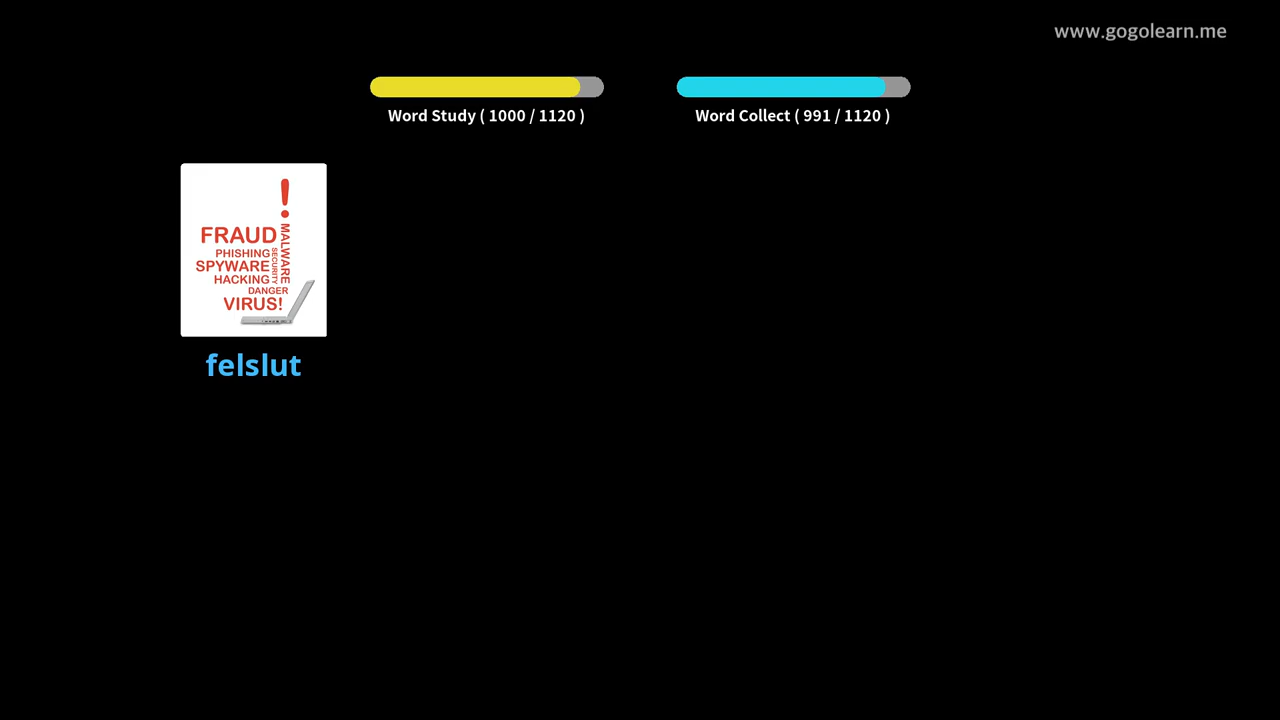 www.gogolearn.me
Word Study ( 1000 / 1120 )
Word Collect ( 991 / 1120 )
!
FRAUD
MALWARE
PHISHING
SECURITY
SPYWARE
HACKING
DANGER
VIRUS!
felslut